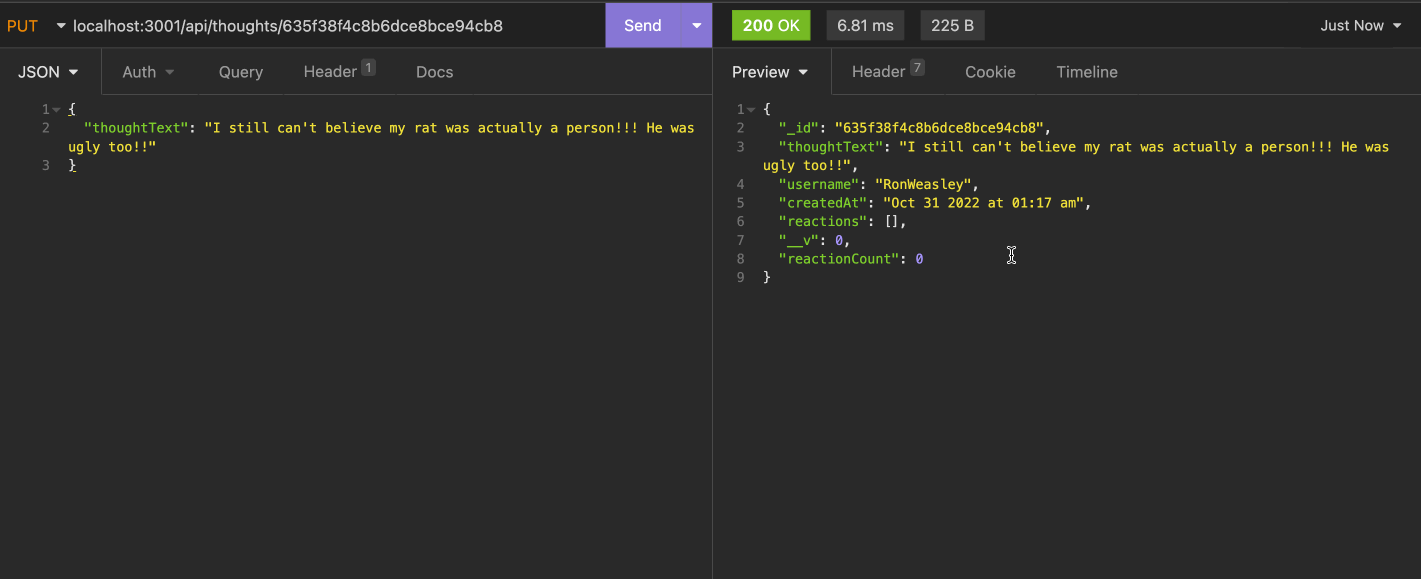 PUT localhost:3001/api/thoughts/635f38f4c8b6dce8bce94cb8 Send 200 OK 6.81 ms 225 B Just Now
JSON Auth Query Header 1 Docs Preview Header 7 Cookie Timeline
1 {
2 "thoughtText": "I still can't believe my rat was actually a person!!! He was
ugly too!!"
3 }
1 {
2 "_id": "635f38f4c8b6dce8bce94cb8",
3 "thoughtText": "I still can't believe my rat was actually a person!!! He was
ugly too!!",
4 "username": "RonWeasley",
5 "createdAt": "Oct 31 2022 at 01:17 am",
6 "reactions": [],
7 "__v": 0,
8 "reactionCount": 0
9 }